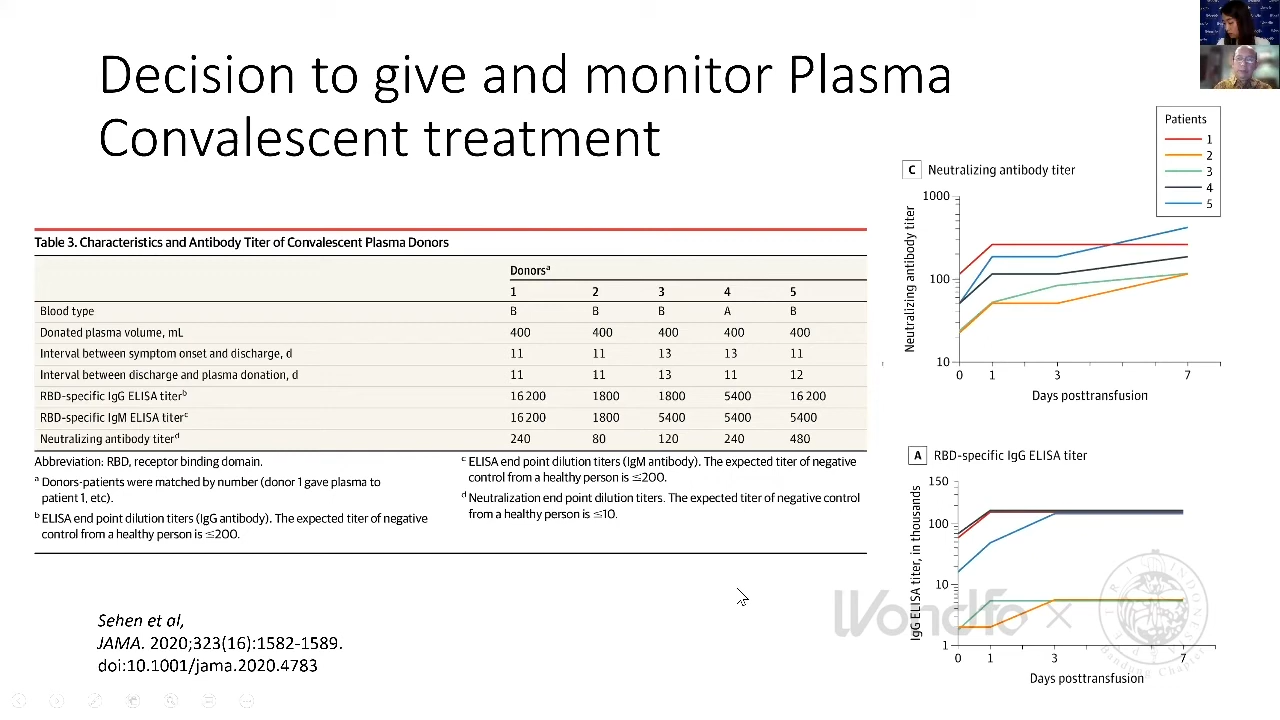 Decision to give and monitor Plasma
Convalescent treatment
Table 3. Characteristics and Antibody Titer of Convalescent Plasma Donors
Donorsa
1 2 3 4 5
Blood type B B B A B
Donated plasma volume, mL 400 400 400 400 400
Interval between symptom onset and discharge, d 11 11 13 13 11
Interval between discharge and plasma donation, d 11 11 13 11 12
RBD-specific IgG ELISA titerb 16 200 1800 1800 5400 16 200
RBD-specific IgM ELISA titerc 16 200 1800 5400 5400 5400
Neutralizing antibody titerd 240 80 120 240 480
Abbreviation: RBD, receptor binding domain.
a Donors-patients were matched by number (donor 1 gave plasma to
patient 1, etc).
b ELISA end point dilution titers (IgG antibody). The expected titer of negative
control from a healthy person is ≤200.
c ELISA end point dilution titers (IgM antibody). The expected titer of negative
control from a healthy person is ≤200.
d Neutralization end point dilution titers. The expected titer of negative control
from a healthy person is ≤10.
Sehen et al,
JAMA. 2020;323(16):1582-1589.
doi:10.1001/jama.2020.4783
Patients
1
2
3
4
5
C Neutralizing antibody titer
Neutralizing antibody titer
1000
100
10
0 1 3 7
Days posttransfusion
A RBD-specific IgG ELISA titer
IgG ELISA titer, in thousands
150
100
10
1
0 1 3 7
Days posttransfusion
Wondfo ×
Bandung Chapter